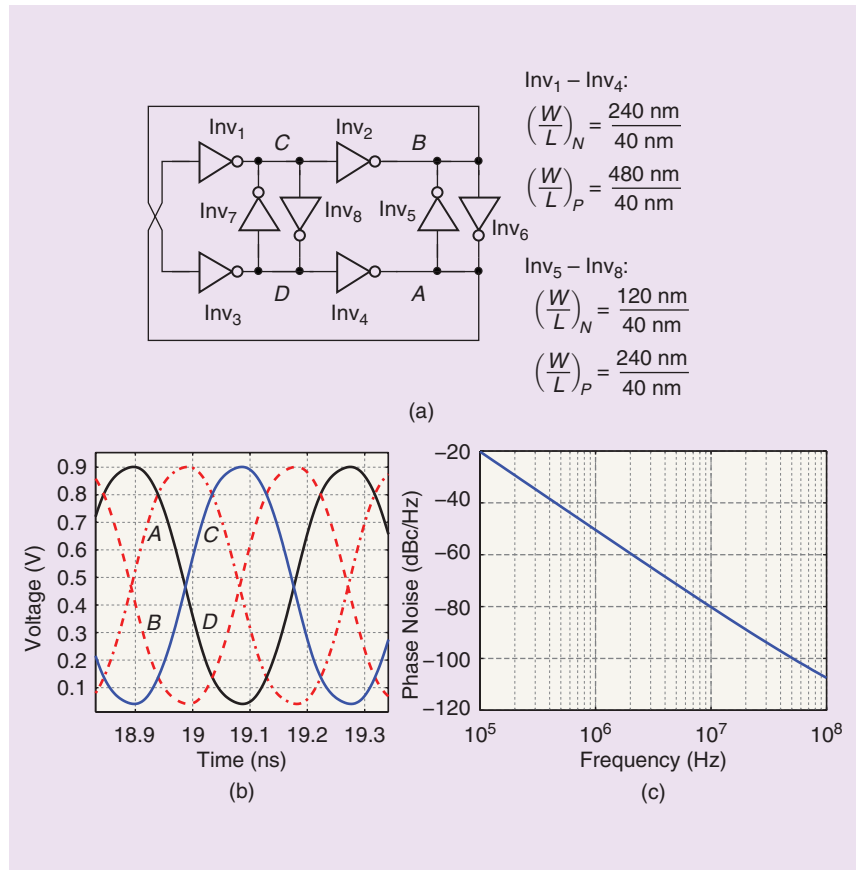 Inv1 – Inv4:
(W/L)N = 240 nm/40 nm
(W/L)P = 480 nm/40 nm
Inv5 – Inv8:
(W/L)N = 120 nm/40 nm
(W/L)P = 240 nm/40 nm
Inv1 C Inv2 B
Inv7 Inv8 Inv5 Inv6
Inv3 D Inv4 A
(a)
0.9
0.8
0.7
0.6
0.5
0.4
0.3
0.2
0.1
Voltage (V)
A C
B D
18.9 19 19.1 19.2 19.3
Time (ns)
(b)
–20
–40
–60
–80
–100
–120
Phase Noise (dBc/Hz)
10^5 10^6 10^7 10^8
Frequency (Hz)
(c)